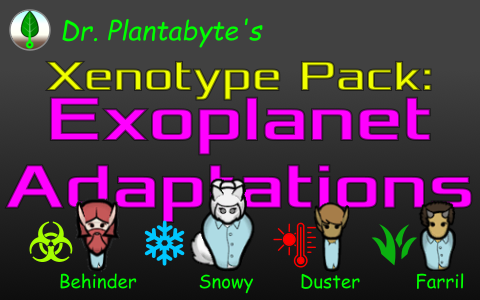 Dr. Plantabyte's
Xenotype Pack:
Exoplanet
Adaptations
Behinder Snowy Duster Farril